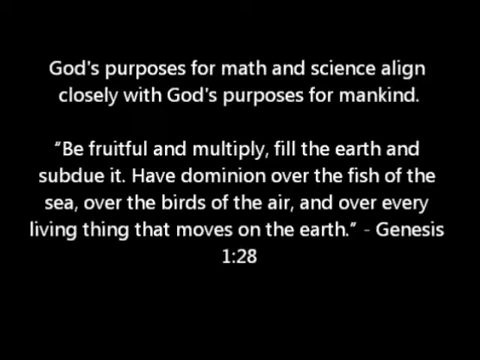 God's purposes for math and science align
closely with God's purposes for mankind.
“Be fruitful and multiply, fill the earth and
subdue it. Have dominion over the fish of the
sea, over the birds of the air, and over every
living thing that moves on the earth.” - Genesis
1:28